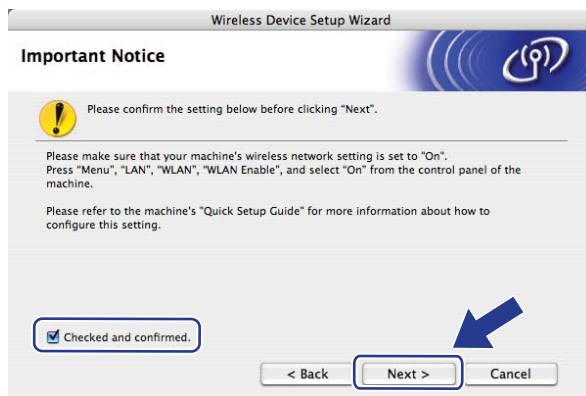 Wireless Device Setup Wizard
Important Notice
Please confirm the setting below before clicking "Next".
Please make sure that your machine's wireless network setting is set to "On".
Press "Menu", "LAN", "WLAN", "WLAN Enable", and select "On" from the control panel of the
machine.
Please refer to the machine's "Quick Setup Guide" for more information about how to
configure this setting.
Checked and confirmed.
< Back
Next >
Cancel